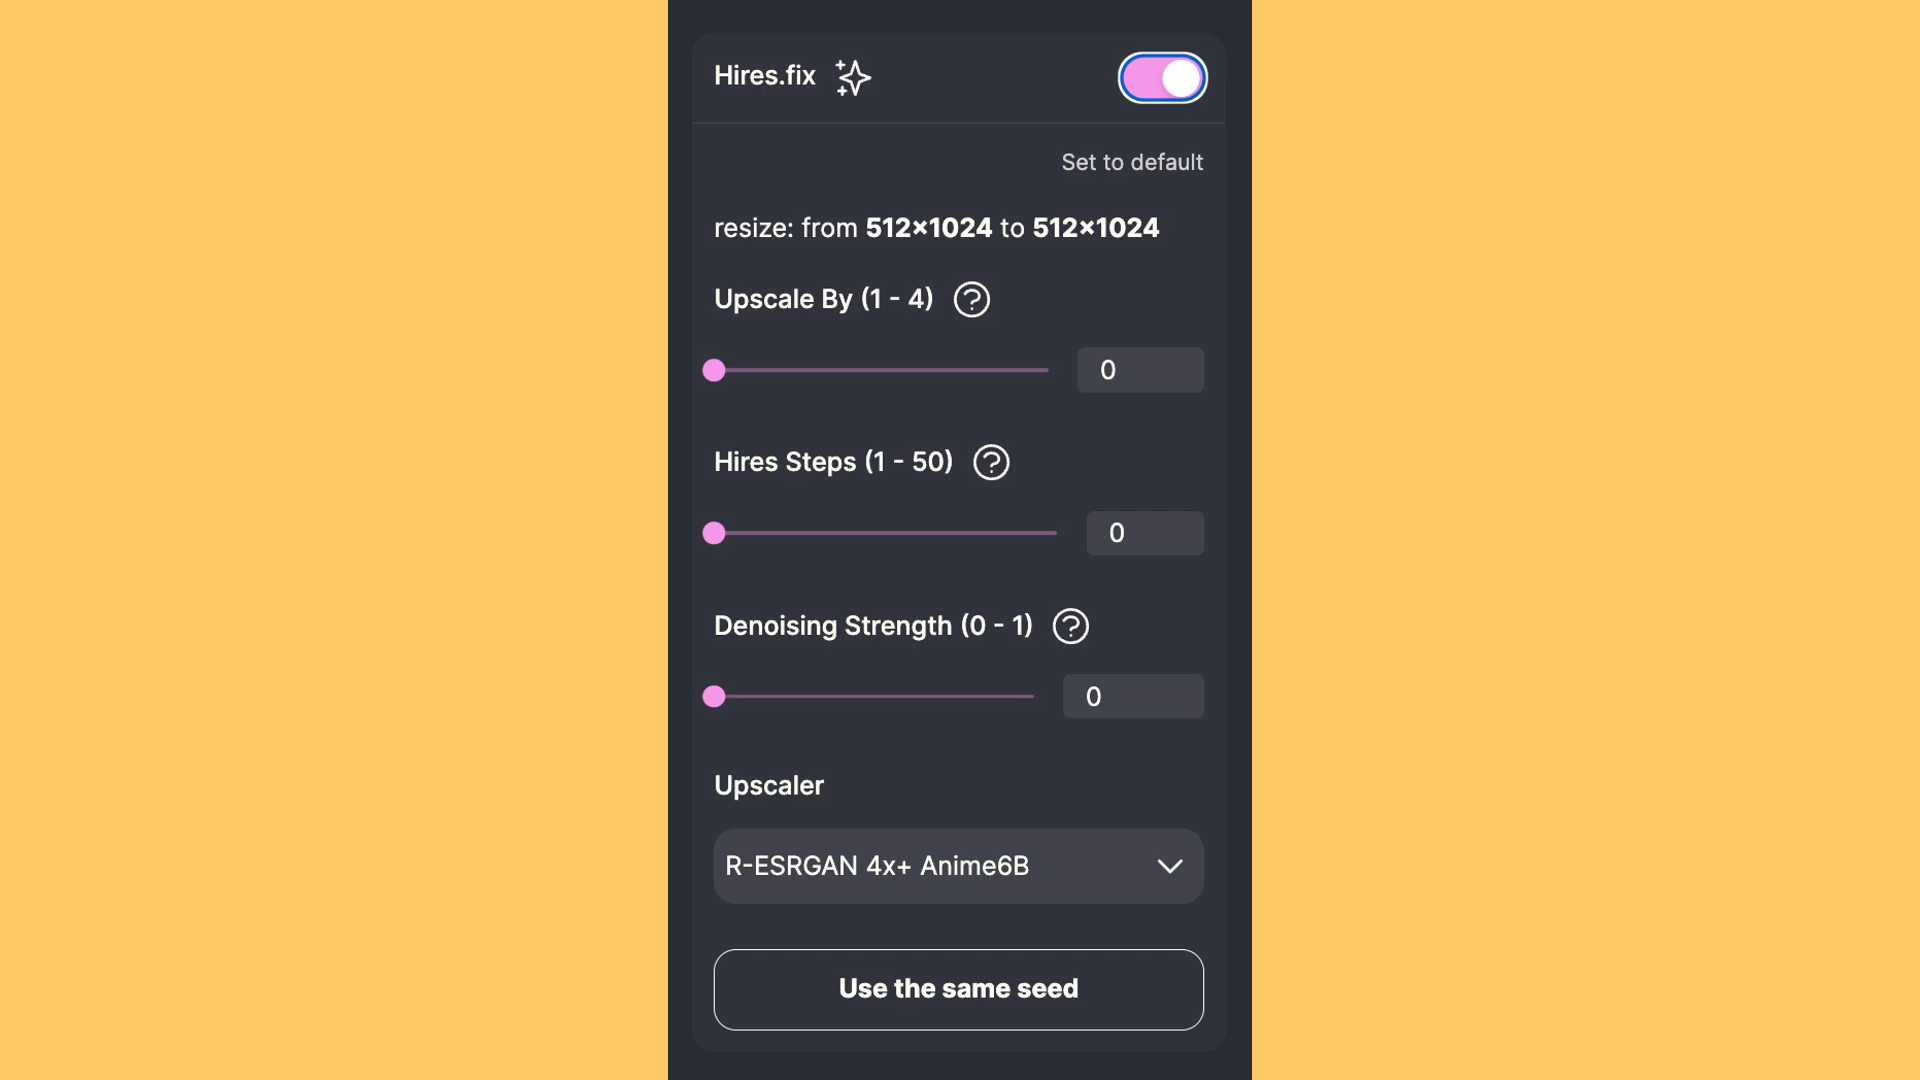 Hires.fix
Set to default
resize: from 512×1024 to 512×1024
Upscale By (1 - 4) ?
0
Hires Steps (1 - 50) ?
0
Denoising Strength (0 - 1) ?
0
Upscaler
R-ESRGAN 4x+ Anime6B
Use the same seed